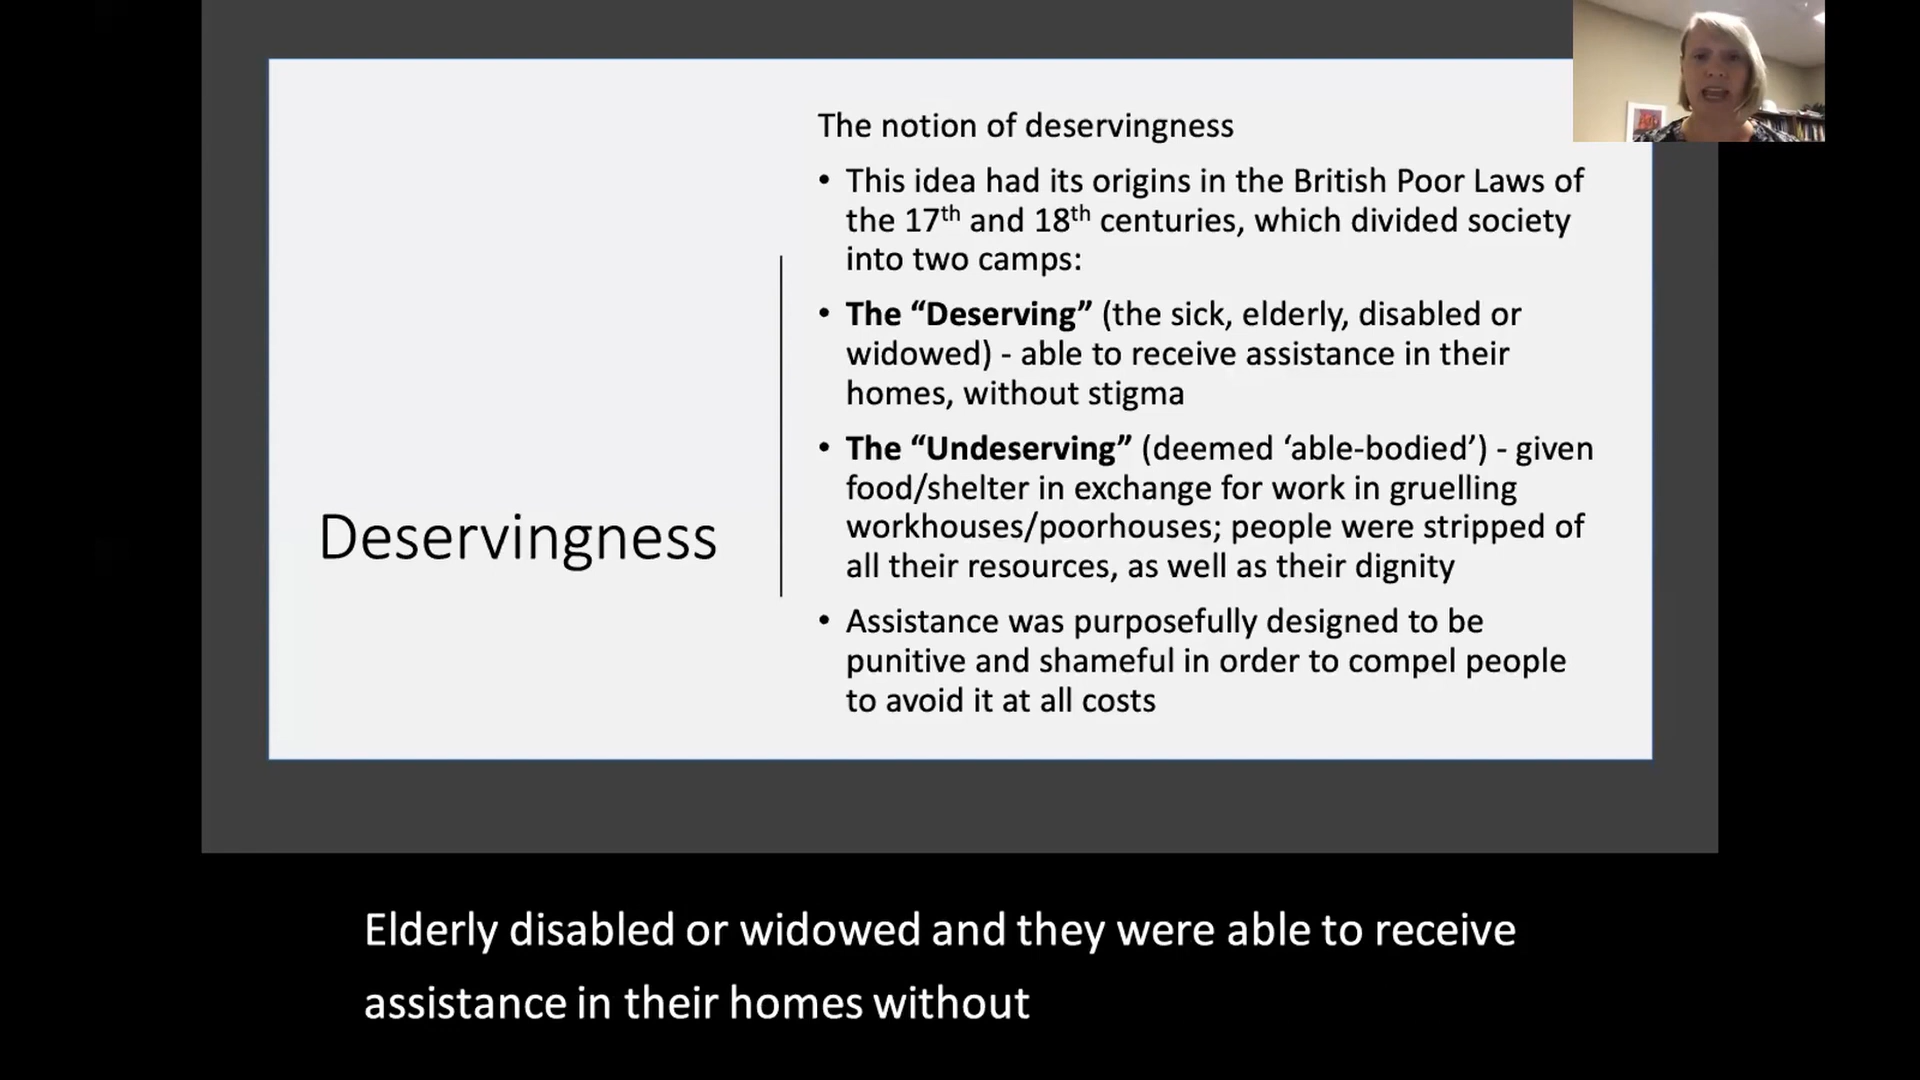 Deservingness
The notion of deservingness
• This idea had its origins in the British Poor Laws of
the 17th and 18th centuries, which divided society
into two camps:
• The “Deserving” (the sick, elderly, disabled or
widowed) - able to receive assistance in their
homes, without stigma
• The “Undeserving” (deemed ‘able-bodied’) - given
food/shelter in exchange for work in gruelling
workhouses/poorhouses; people were stripped of
all their resources, as well as their dignity
• Assistance was purposefully designed to be
punitive and shameful in order to compel people
to avoid it at all costs
Elderly disabled or widowed and they were able to receive
assistance in their homes without